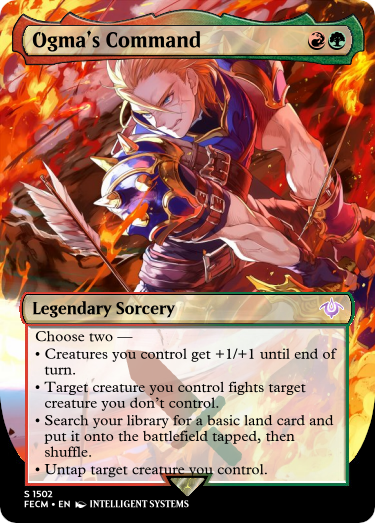 Ogma's Command
Legendary Sorcery
Choose two —
• Creatures you control get +1/+1 until end of
turn.
• Target creature you control fights target
creature you don't control.
• Search your library for a basic land card and
put it onto the battlefield tapped, then
shuffle.
• Untap target creature you control.
S 1502
FECM • EN INTELLIGENT SYSTEMS